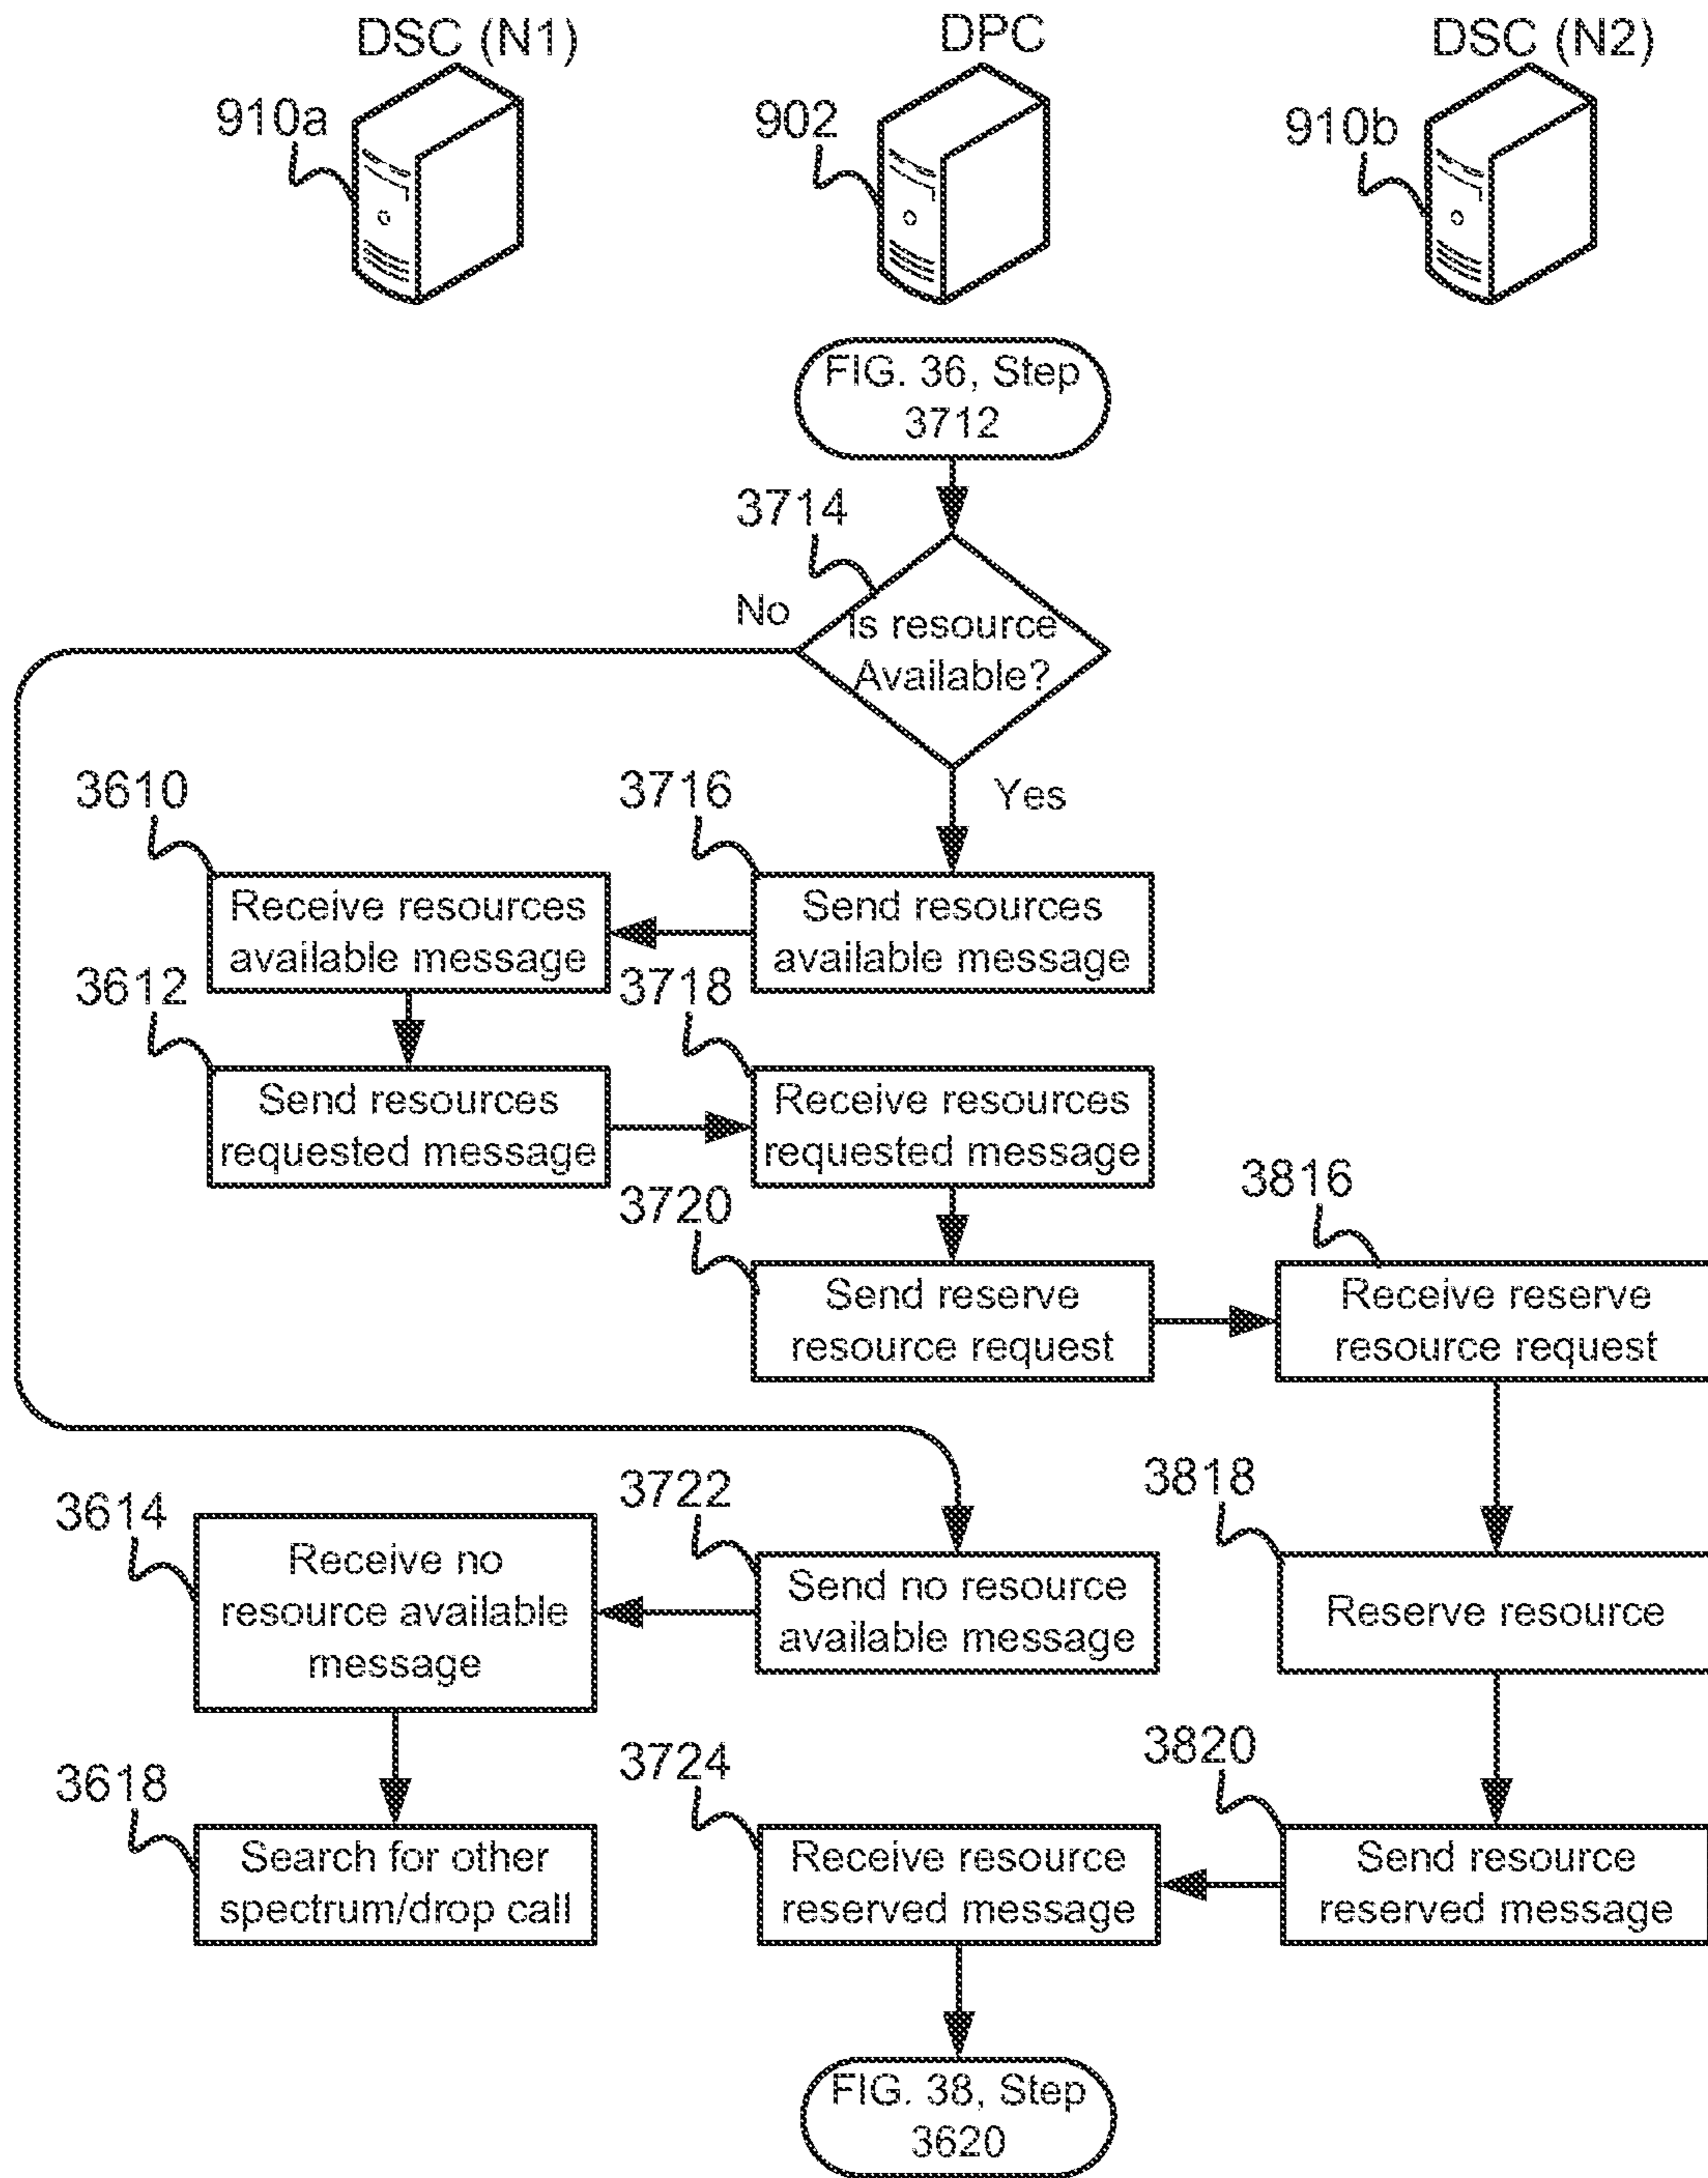 DSC (N1)
DPC
DSC (N2)
910a
902
910b
FIG. 36, Step
3712
3714
No
Is resource
Available?
Yes
3610
3716
Receive resources
available message
Send resources
available message
3612
3718
Send resources
requested message
Receive resources
requested message
3720
3816
Send reserve
resource request
Receive reserve
resource request
3614
3722
3818
Receive no
resource available
message
Send no resource
available message
Reserve resource
3618
3724
3820
Search for other
spectrum/drop call
Receive resource
reserved message
Send resource
reserved message
FIG. 38, Step
3620